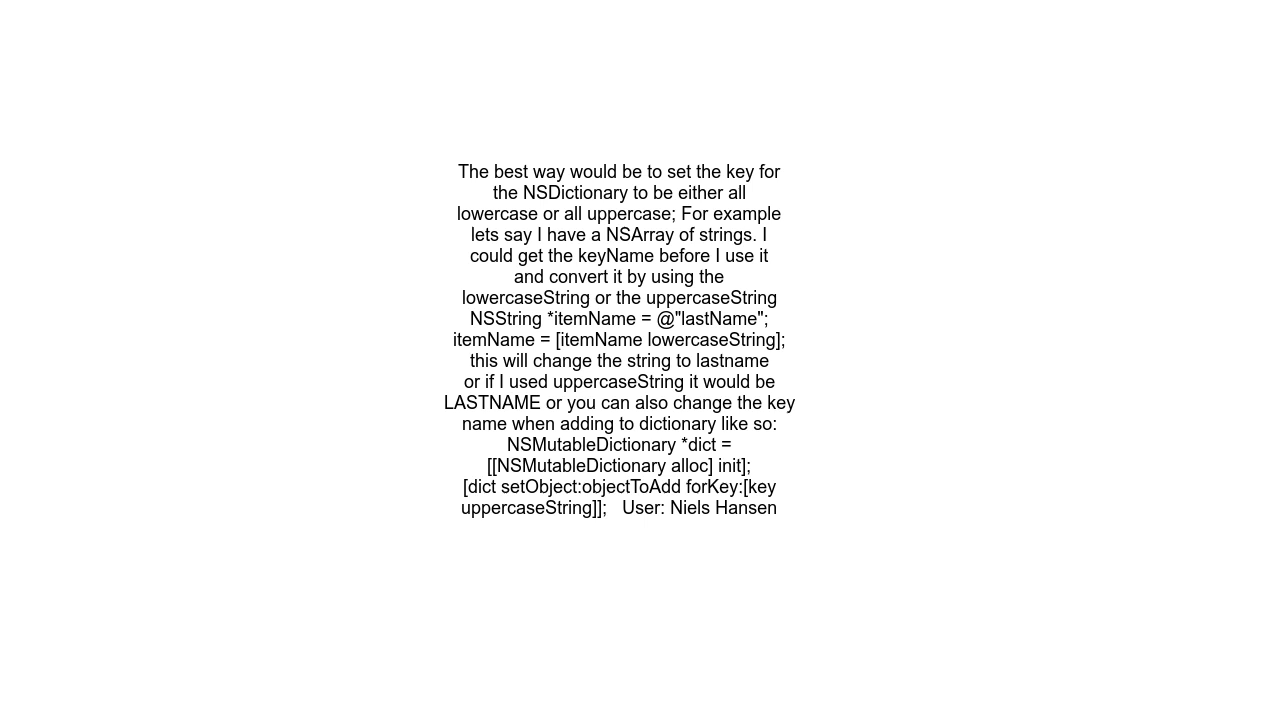 The best way would be to set the key for
the NSDictionary to be either all
lowercase or all uppercase; For example
lets say I have a NSArray of strings. I
could get the keyName before I use it
and convert it by using the
lowercaseString or the uppercaseString
NSString *itemName = @"lastName";
itemName = [itemName lowercaseString];
this will change the string to lastname
or if I used uppercaseString it would be
LASTNAME or you can also change the key
name when adding to dictionary like so:
NSMutableDictionary *dict =
[[NSMutableDictionary alloc] init];
[dict setObject:objectToAdd forKey:[key
uppercaseString]];   User: Niels Hansen